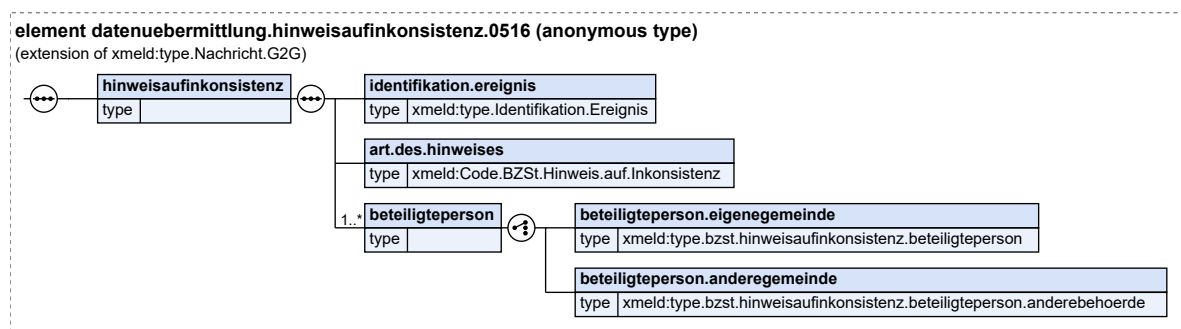 element datenuebermittlung.hinweisaufinkonsistenz.0516 (anonymous type)
(extension of xmeld:type.Nachricht.G2G)
hinweisaufinkonsistenz
type
identifikation.ereignis
type xmeld:type.Identifikation.Ereignis
art.des.hinweises
type xmeld:Code.BZSt.Hinweis.auf.Inkonsistenz
1..*
beteiligteperson
type
beteiligteperson.eigenegemeinde
type xmeld:type.bzst.hinweisaufinkonsistenz.beteiligteperson
beteiligteperson.anderegemeinde
type xmeld:type.bzst.hinweisaufinkonsistenz.beteiligteperson.anderebehoerde